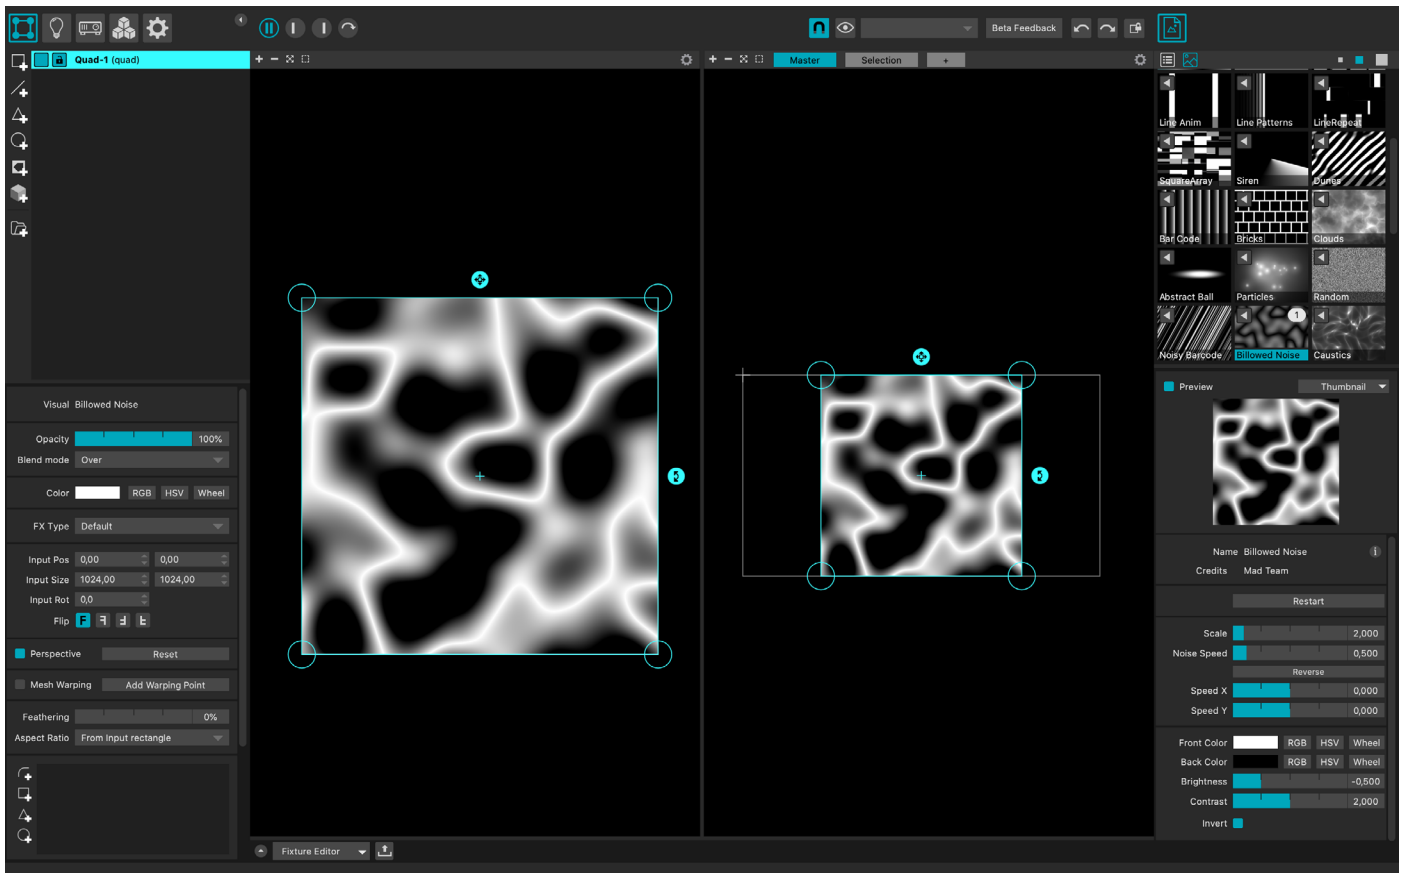 Beta Feedback
Quad-1 (quad)
Master
Selection
+
Line Anim
Line Patterns
LineRepeat
SquareArray
Siren
Dunes
Bar Code
Bricks
Clouds
Abstract Ball
Particles
Random
1
Noisy Barcode
Billowed Noise
Caustics
Visual Billowed Noise
Opacity 100%
Blend mode Over
Color RGB HSV Wheel
FX Type Default
Input Pos 0,00 0,00
Input Size 1024,00 1024,00
Input Rot 0,0
Flip F F F F
Perspective Reset
Mesh Warping Add Warping Point
Feathering 0%
Aspect Ratio From Input rectangle
Fixture Editor
Preview Thumbnail
Name Billowed Noise i
Credits Mad Team
Restart
Scale 2,000
Noise Speed 0,500
Reverse
Speed X 0,000
Speed Y 0,000
Front Color RGB HSV Wheel
Back Color RGB HSV Wheel
Brightness -0,500
Contrast 2,000
Invert